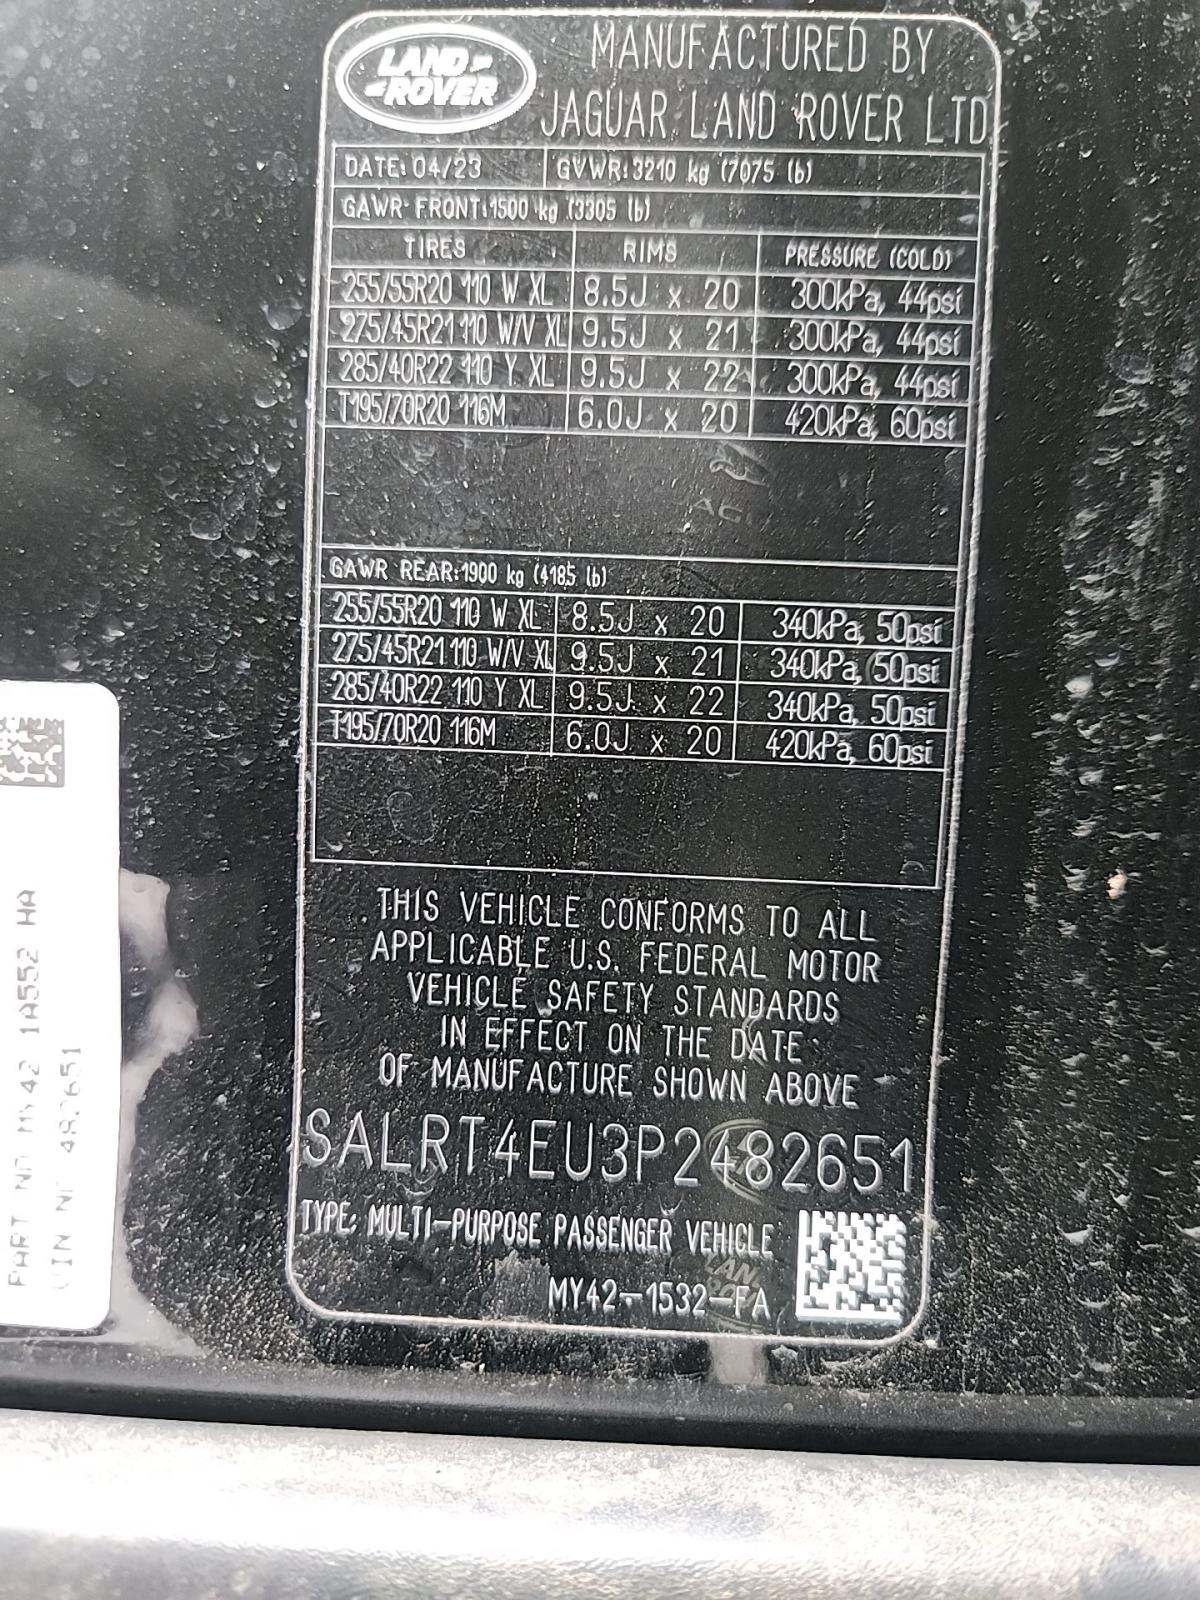 LAND ROVER
MANUFACTURED BY
JAGUAR LAND ROVER LTD
DATE: 04/23 GVWR:3210 kg (7075 lb)
GAWR FRONT:1500 kg (3305 lb)
TIRES RIMS PRESSURE (COLD)
255/55R20 110 W XL 8.5J x 20 300kPa, 44psi
275/45R21 110 W/V XL 9.5J x 21 300kPa, 44psi
285/40R22 110 Y XL 9.5J x 22 300kPa, 44psi
T195/70R20 116M 6.0J x 20 420kPa, 60psi
GAWR REAR:1900 kg (4185 lb)
255/55R20 110 W XL 8.5J x 20 340kPa, 50psi
275/45R21 110 W/V XL 9.5J x 21 340kPa, 50psi
285/40R22 110 Y XL 9.5J x 22 340kPa, 50psi
T195/70R20 116M 6.0J x 20 420kPa, 60psi
THIS VEHICLE CONFORMS TO ALL
APPLICABLE U.S. FEDERAL MOTOR
VEHICLE SAFETY STANDARDS
IN EFFECT ON THE DATE
OF MANUFACTURE SHOWN ABOVE
SALRT4EU3P2482651
TYPE: MULTI-PURPOSE PASSENGER VEHICLE
MY42-1532-FA
PART NO MY42 1A552 HA
VIN NO